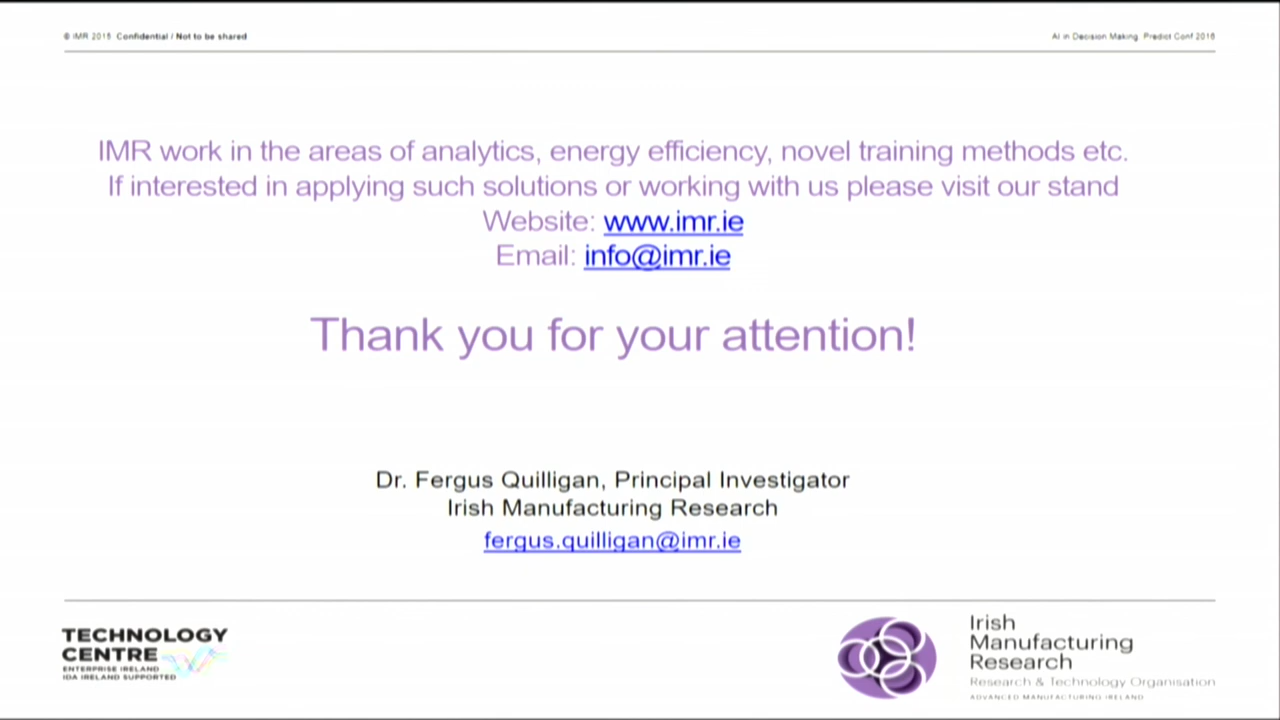 © IMR 2016 Confidential / Not to be shared
AI in Decision Making Predict Conf 2016
IMR work in the areas of analytics, energy efficiency, novel training methods etc.
If interested in applying such solutions or working with us please visit our stand
Website: www.imr.ie
Email: info@imr.ie
Thank you for your attention!
Dr. Fergus Quilligan, Principal Investigator
Irish Manufacturing Research
fergus.quilligan@imr.ie
TECHNOLOGY
CENTRE
ENTERPRISE IRELAND
IDA IRELAND SUPPORTED
Irish
Manufacturing
Research
Research & Technology Organisation
ADVANCED MANUFACTURING IRELAND